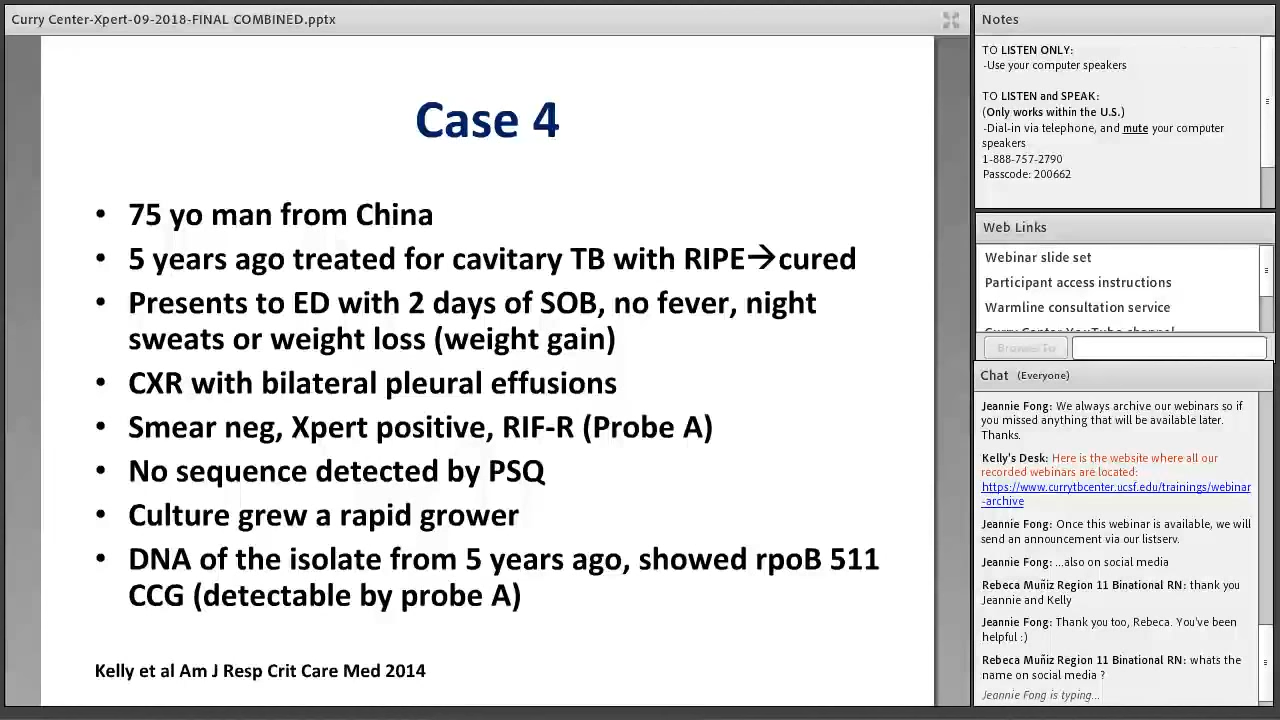 Curry Center-Xpert-09-2018-FINAL COMBINED.pptx
Case 4
• 75 yo man from China
• 5 years ago treated for cavitary TB with RIPE→cured
• Presents to ED with 2 days of SOB, no fever, night
sweats or weight loss (weight gain)
• CXR with bilateral pleural effusions
• Smear neg, Xpert positive, RIF-R (Probe A)
• No sequence detected by PSQ
• Culture grew a rapid grower
• DNA of the isolate from 5 years ago, showed rpoB 511
CCG (detectable by probe A)
Kelly et al Am J Resp Crit Care Med 2014
Notes
TO LISTEN ONLY:
-Use your computer speakers
TO LISTEN and SPEAK:
(Only works within the U.S.)
-Dial-in via telephone, and mute your computer
speakers
1-888-757-2790
Passcode: 200662
Web Links
Webinar slide set
Participant access instructions
Warmline consultation service
Curry Center YouTube channel
Browse To
Chat (Everyone)
Jeannie Fong: We always archive our webinars so if
you missed anything that will be available later.
Thanks.
Kelly's Desk: Here is the website where all our
recorded webinars are located:
https://www.currytbcenter.ucsf.edu/trainings/webinar
-archive
Jeannie Fong: Once this webinar is available, we will
send an announcement via our listserv.
Jeannie Fong: ...also on social media
Rebeca Muñiz Region 11 Binational RN: thank you
Jeannie and Kelly
Jeannie Fong: Thank you too, Rebeca. You've been
helpful :)
Rebeca Muñiz Region 11 Binational RN: whats the
name on social media ?
Jeannie Fong is typing...